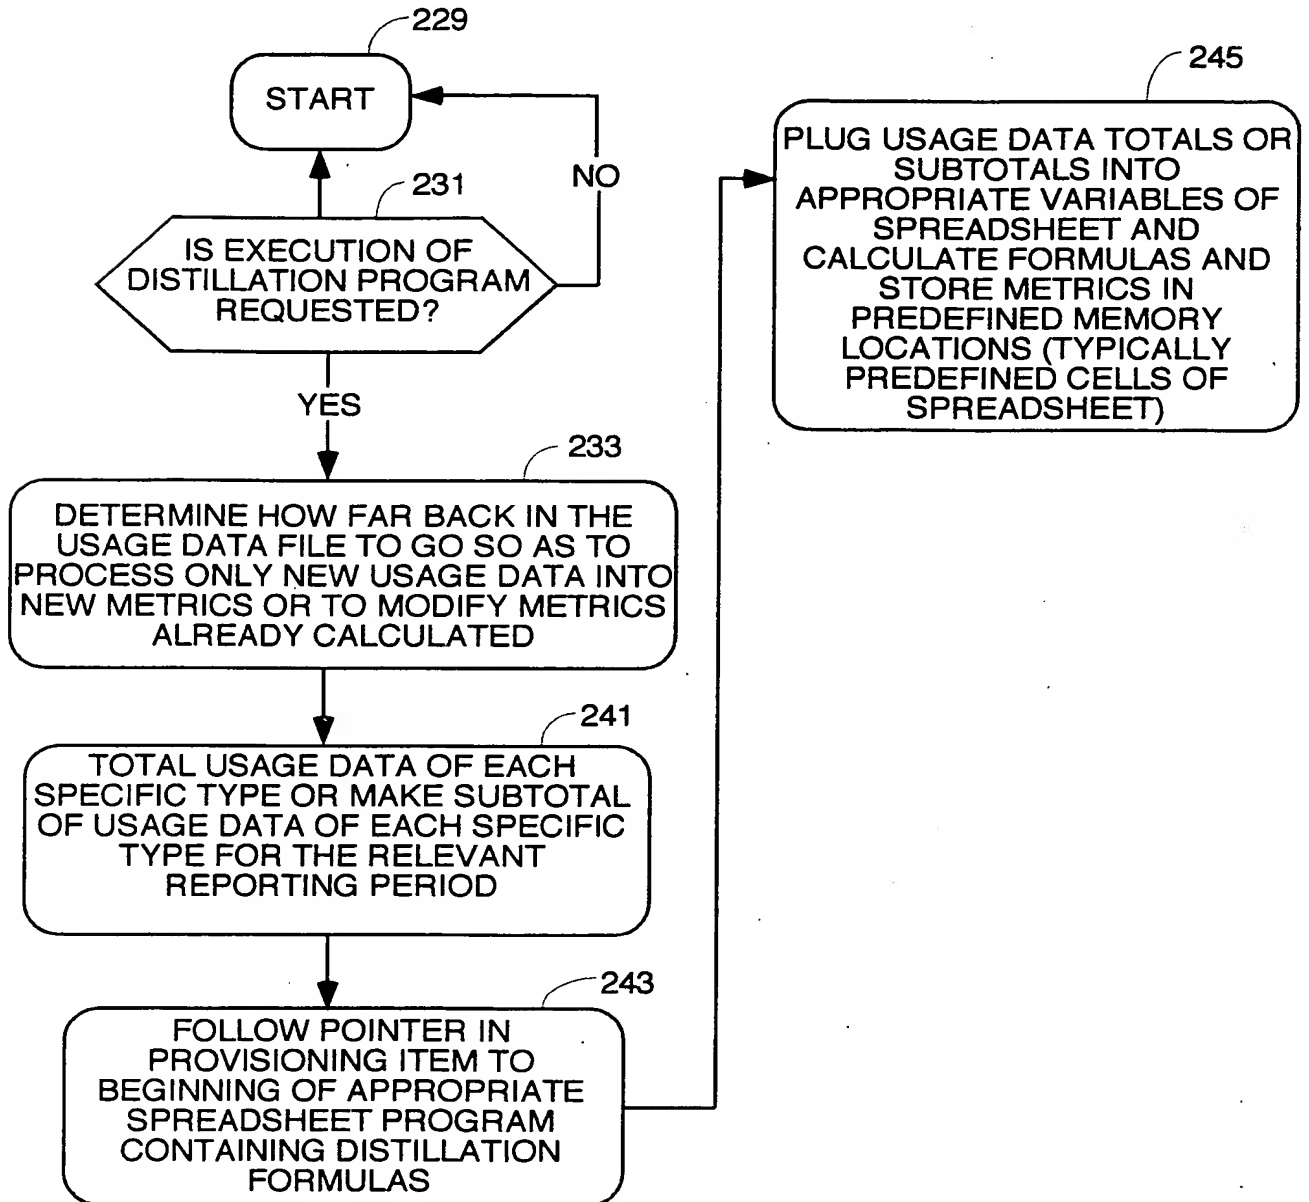 229
START
NO
231
IS EXECUTION OF
DISTILLATION PROGRAM
REQUESTED?
YES
233
DETERMINE HOW FAR BACK IN THE
USAGE DATA FILE TO GO SO AS TO
PROCESS ONLY NEW USAGE DATA INTO
NEW METRICS OR TO MODIFY METRICS
ALREADY CALCULATED
241
TOTAL USAGE DATA OF EACH
SPECIFIC TYPE OR MAKE SUBTOTAL
OF USAGE DATA OF EACH SPECIFIC
TYPE FOR THE RELEVANT
REPORTING PERIOD
243
FOLLOW POINTER IN
PROVISIONING ITEM TO
BEGINNING OF APPROPRIATE
SPREADSHEET PROGRAM
CONTAINING DISTILLATION
FORMULAS
245
PLUG USAGE DATA TOTALS OR
SUBTOTALS INTO
APPROPRIATE VARIABLES OF
SPREADSHEET AND
CALCULATE FORMULAS AND
STORE METRICS IN
PREDEFINED MEMORY
LOCATIONS (TYPICALLY
PREDEFINED CELLS OF
SPREADSHEET)